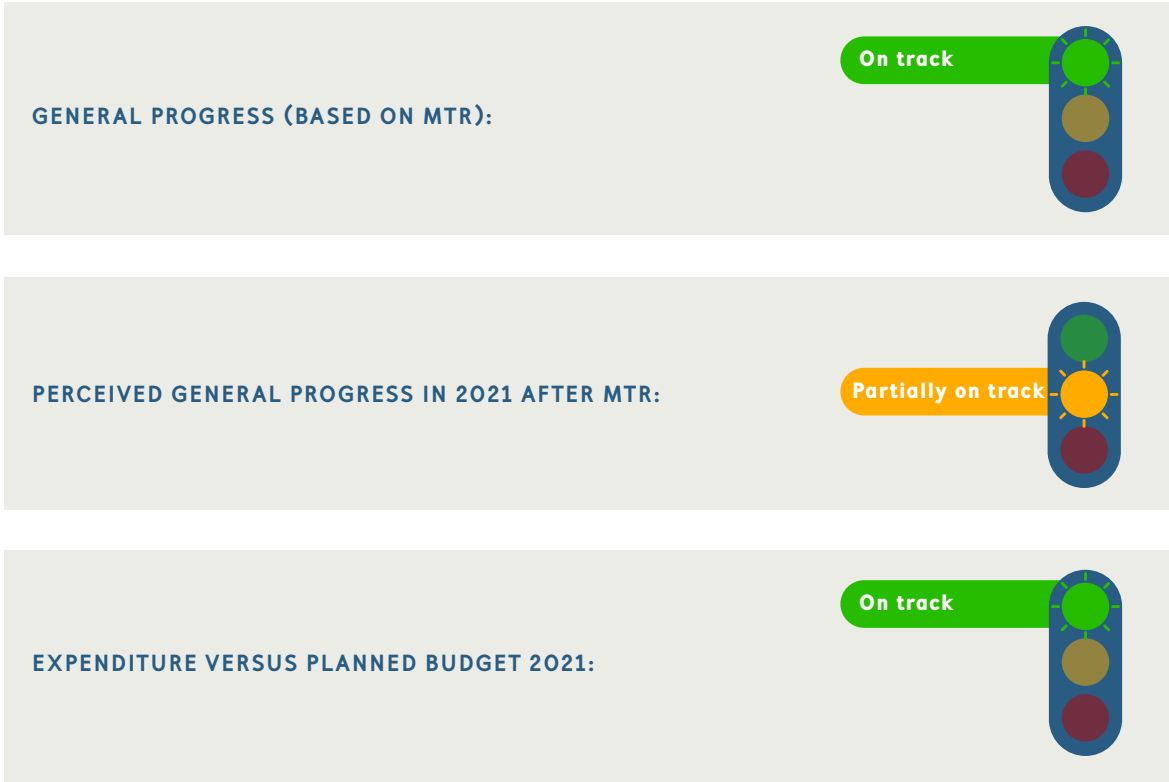 On track
GENERAL PROGRESS (BASED ON MTR):
PERCEIVED GENERAL PROGRESS IN 2021 AFTER MTR:
Partially on track
On track
EXPENDITURE VERSUS PLANNED BUDGET 2021: